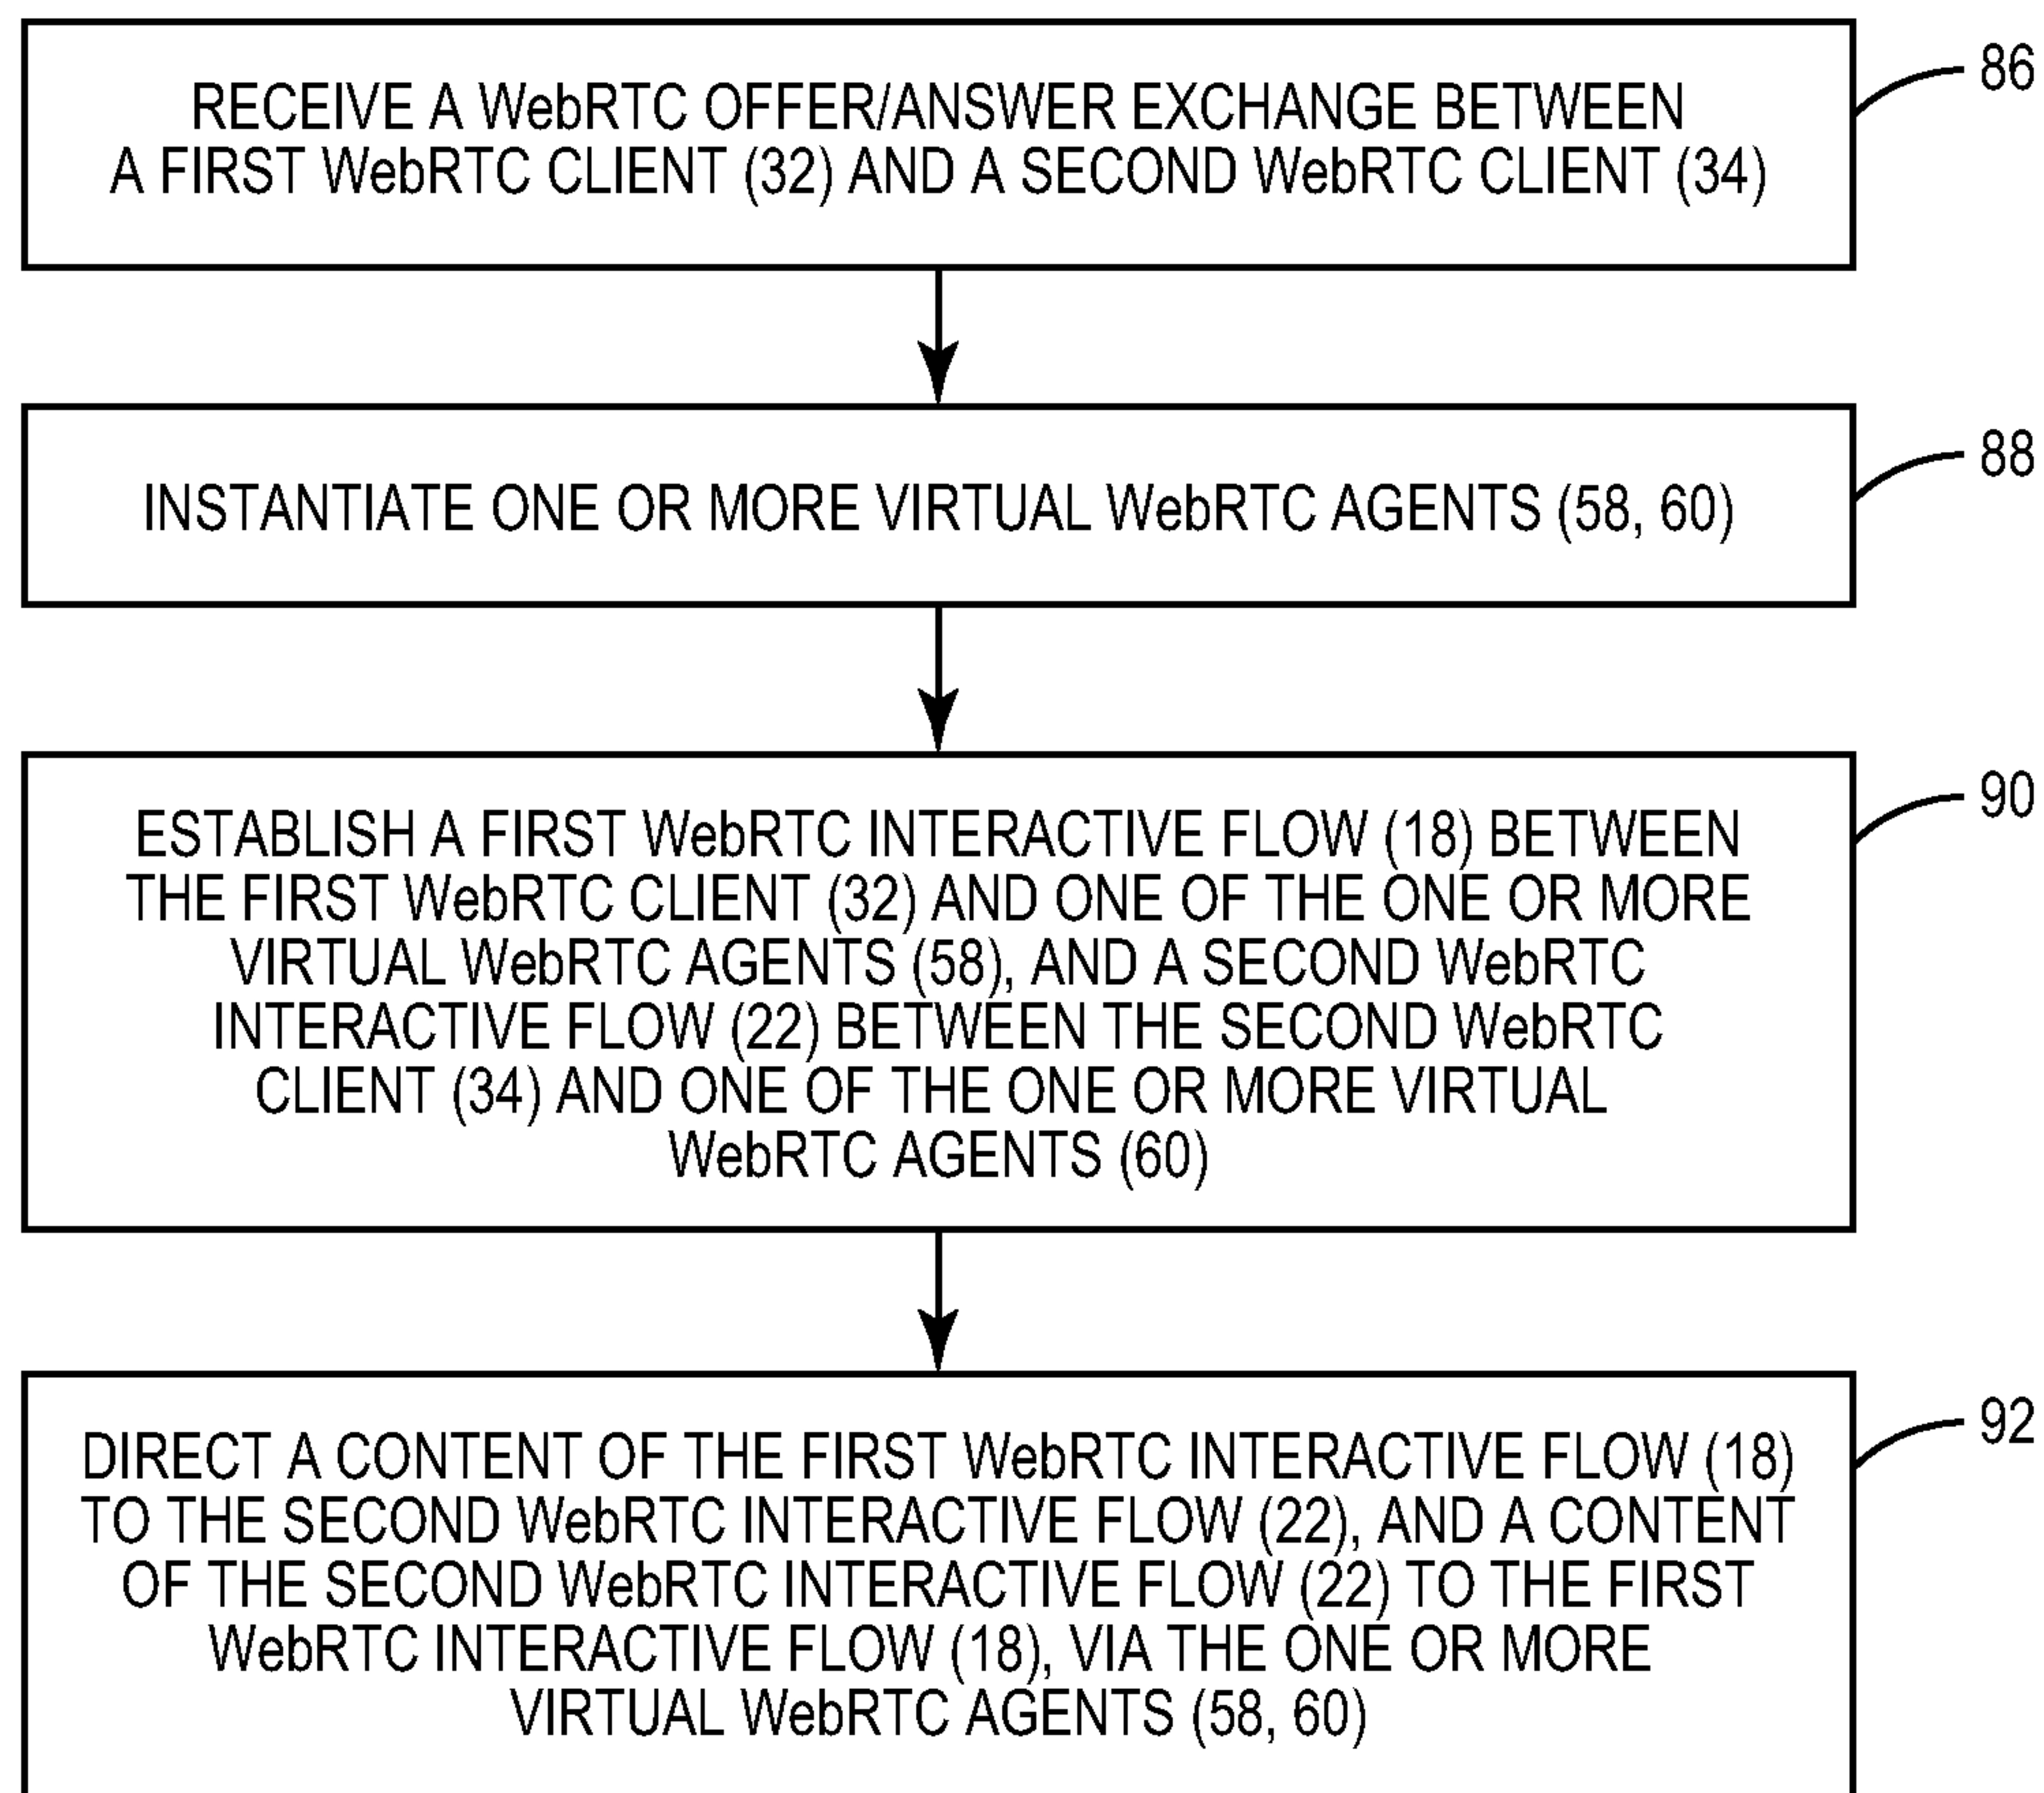 RECEIVE A WebRTC OFFER/ANSWER EXCHANGE BETWEEN
A FIRST WebRTC CLIENT (32) AND A SECOND WebRTC CLIENT (34)
86
INSTANTIATE ONE OR MORE VIRTUAL WebRTC AGENTS (58, 60)
88
ESTABLISH A FIRST WebRTC INTERACTIVE FLOW (18) BETWEEN
THE FIRST WebRTC CLIENT (32) AND ONE OF THE ONE OR MORE
VIRTUAL WebRTC AGENTS (58), AND A SECOND WebRTC
INTERACTIVE FLOW (22) BETWEEN THE SECOND WebRTC
CLIENT (34) AND ONE OF THE ONE OR MORE VIRTUAL
WebRTC AGENTS (60)
90
DIRECT A CONTENT OF THE FIRST WebRTC INTERACTIVE FLOW (18)
TO THE SECOND WebRTC INTERACTIVE FLOW (22), AND A CONTENT
OF THE SECOND WebRTC INTERACTIVE FLOW (22) TO THE FIRST
WebRTC INTERACTIVE FLOW (18), VIA THE ONE OR MORE
VIRTUAL WebRTC AGENTS (58, 60)
92